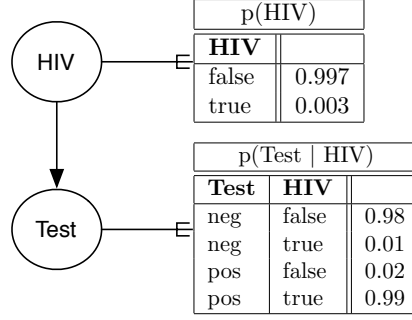 p(HIV)
HIV
HIV
false 0.997
true 0.003
p(Test | HIV)
Test HIV
Test
neg false 0.98
neg true 0.01
pos false 0.02
pos true 0.99